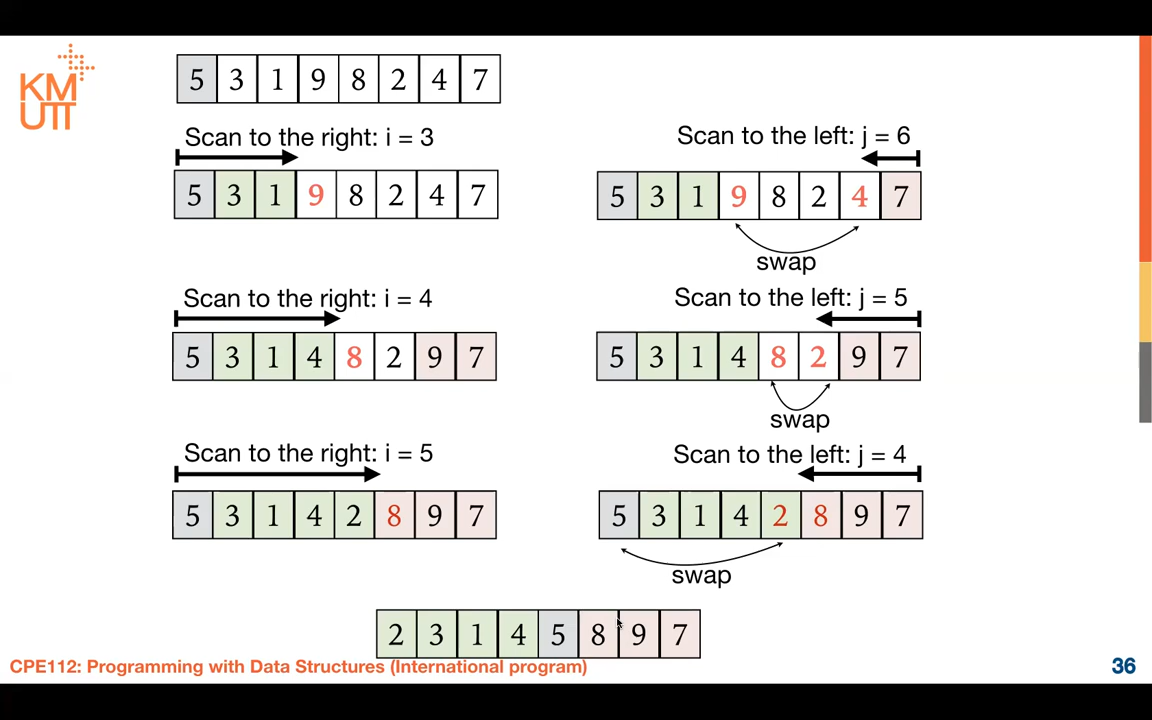 KM
UTT
5 3 1 9 8 2 4 7
Scan to the right: i = 3
5 3 1 9 8 2 4 7
Scan to the left: j = 6
5 3 1 9 8 2 4 7
swap
Scan to the right: i = 4
5 3 1 4 8 2 9 7
Scan to the left: j = 5
5 3 1 4 8 2 9 7
swap
Scan to the right: i = 5
5 3 1 4 2 8 9 7
Scan to the left: j = 4
5 3 1 4 2 8 9 7
swap
2 3 1 4 5 8 9 7
CPE112: Programming with Data Structures (International program)
36